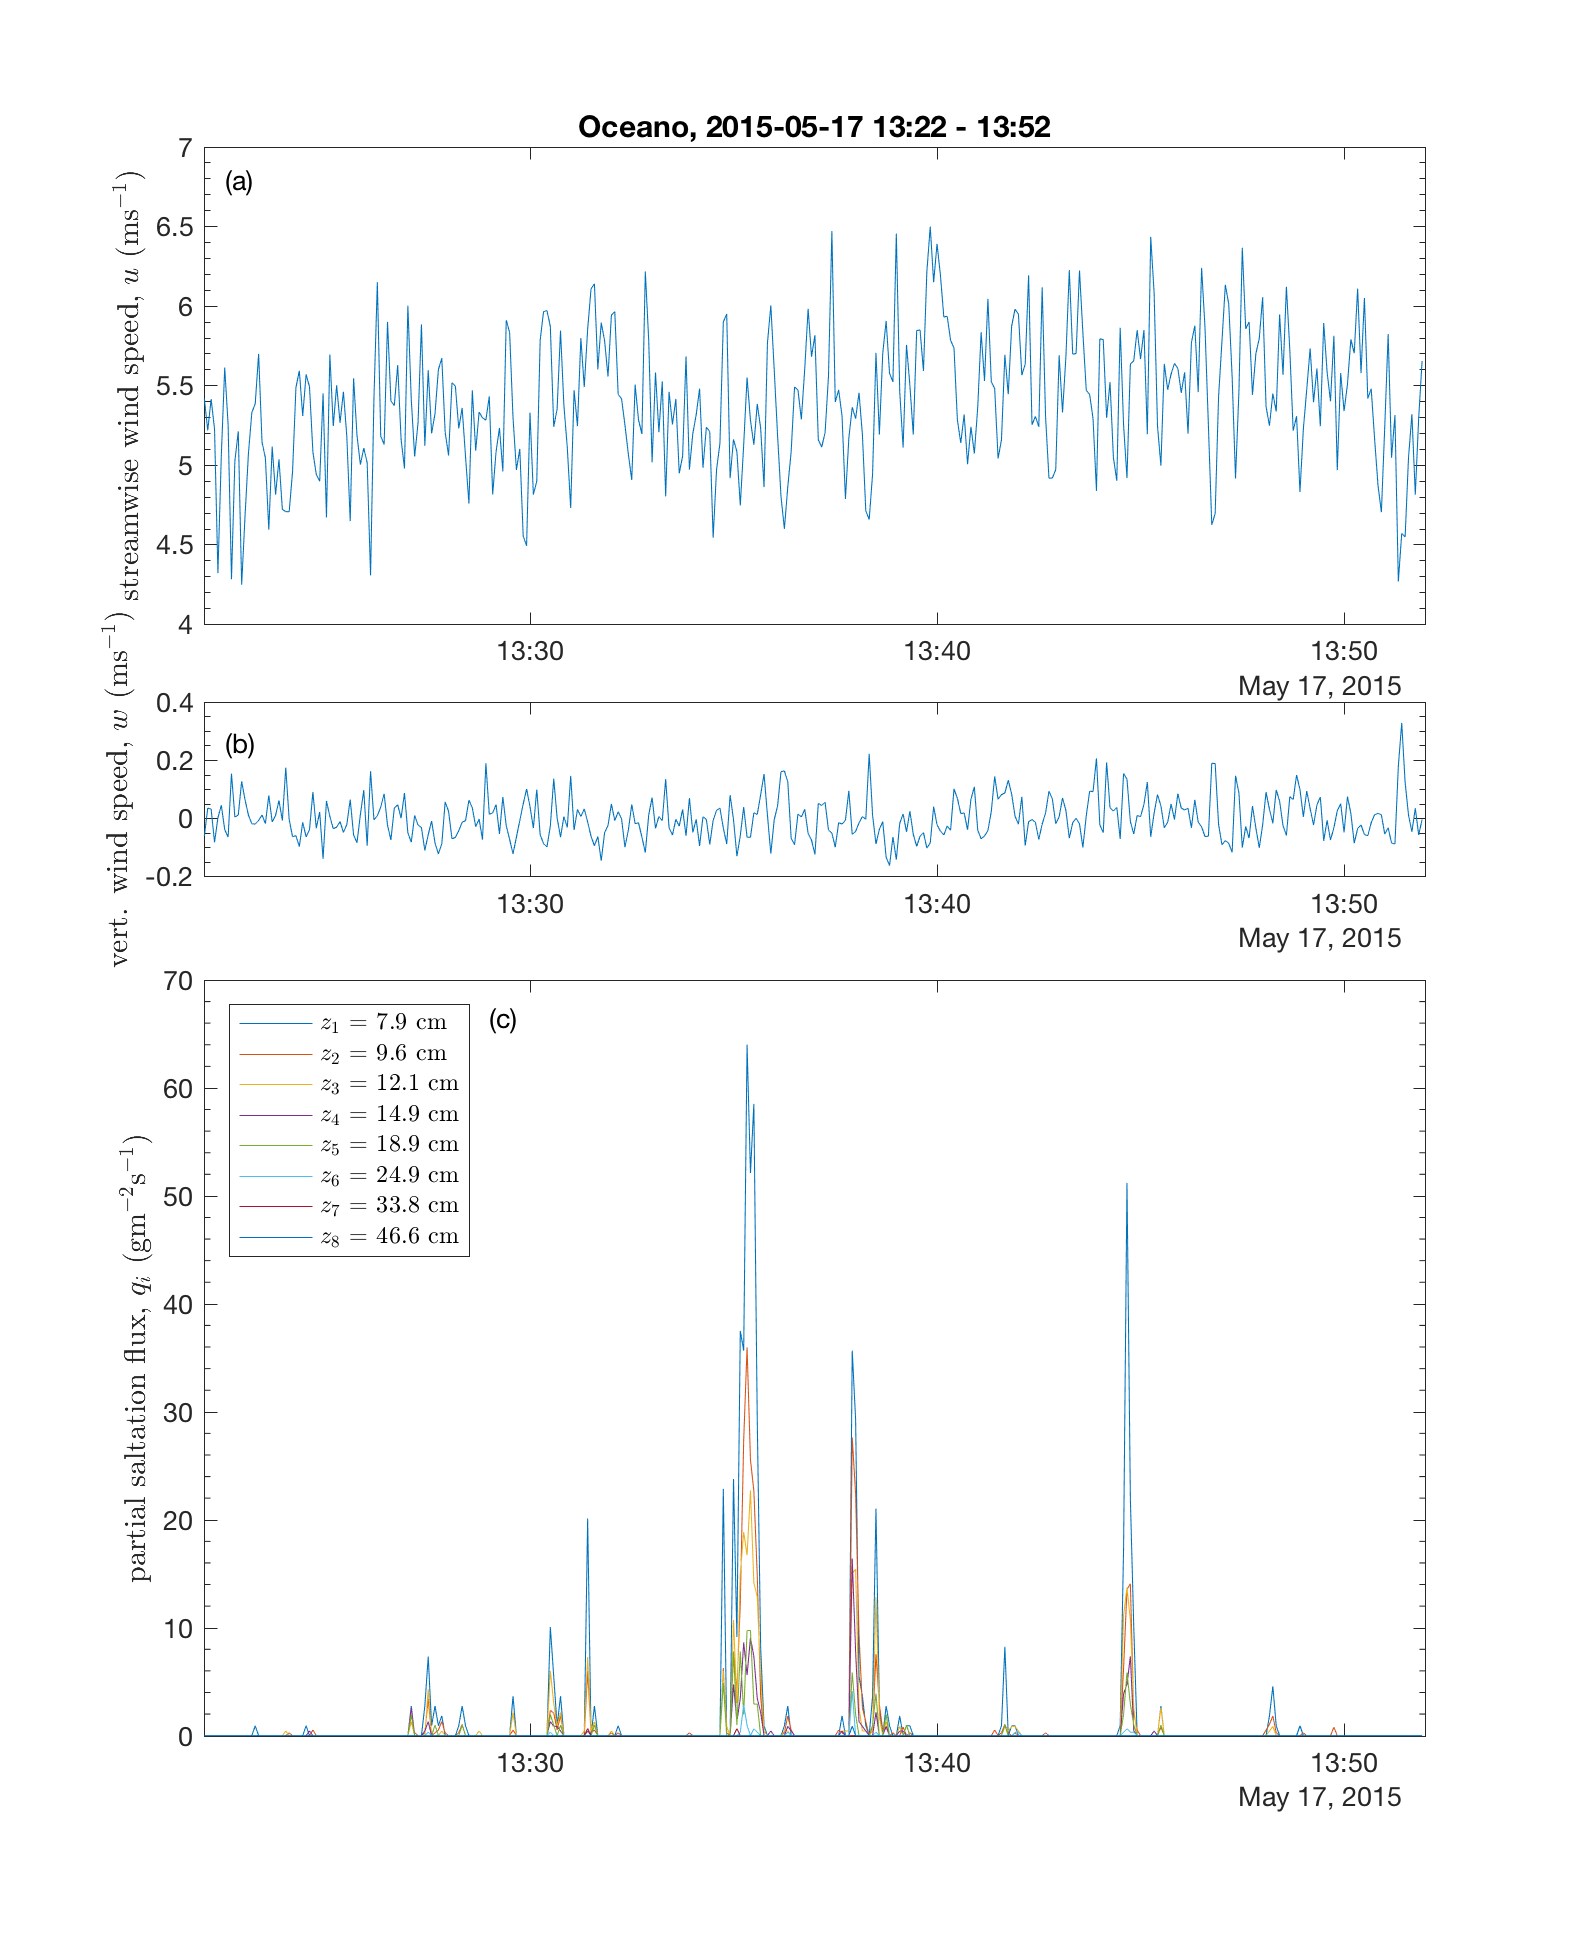 Oceano, 2015-05-17 13:22 - 13:52
(a)
streamwise wind speed, u (ms⁻¹)
7
6.5
6
5.5
5
4.5
4
13:30 13:40 13:50
May 17, 2015
(b)
vert. wind speed, w (ms⁻¹)
0.4
0.2
0
-0.2
13:30 13:40 13:50
May 17, 2015
(c)
partial saltation flux, qᵢ (gm⁻²s⁻¹)
70
60
50
40
30
20
10
0
z₁ = 7.9 cm
z₂ = 9.6 cm
z₃ = 12.1 cm
z₄ = 14.9 cm
z₅ = 18.9 cm
z₆ = 24.9 cm
z₇ = 33.8 cm
z₈ = 46.6 cm
13:30 13:40 13:50
May 17, 2015